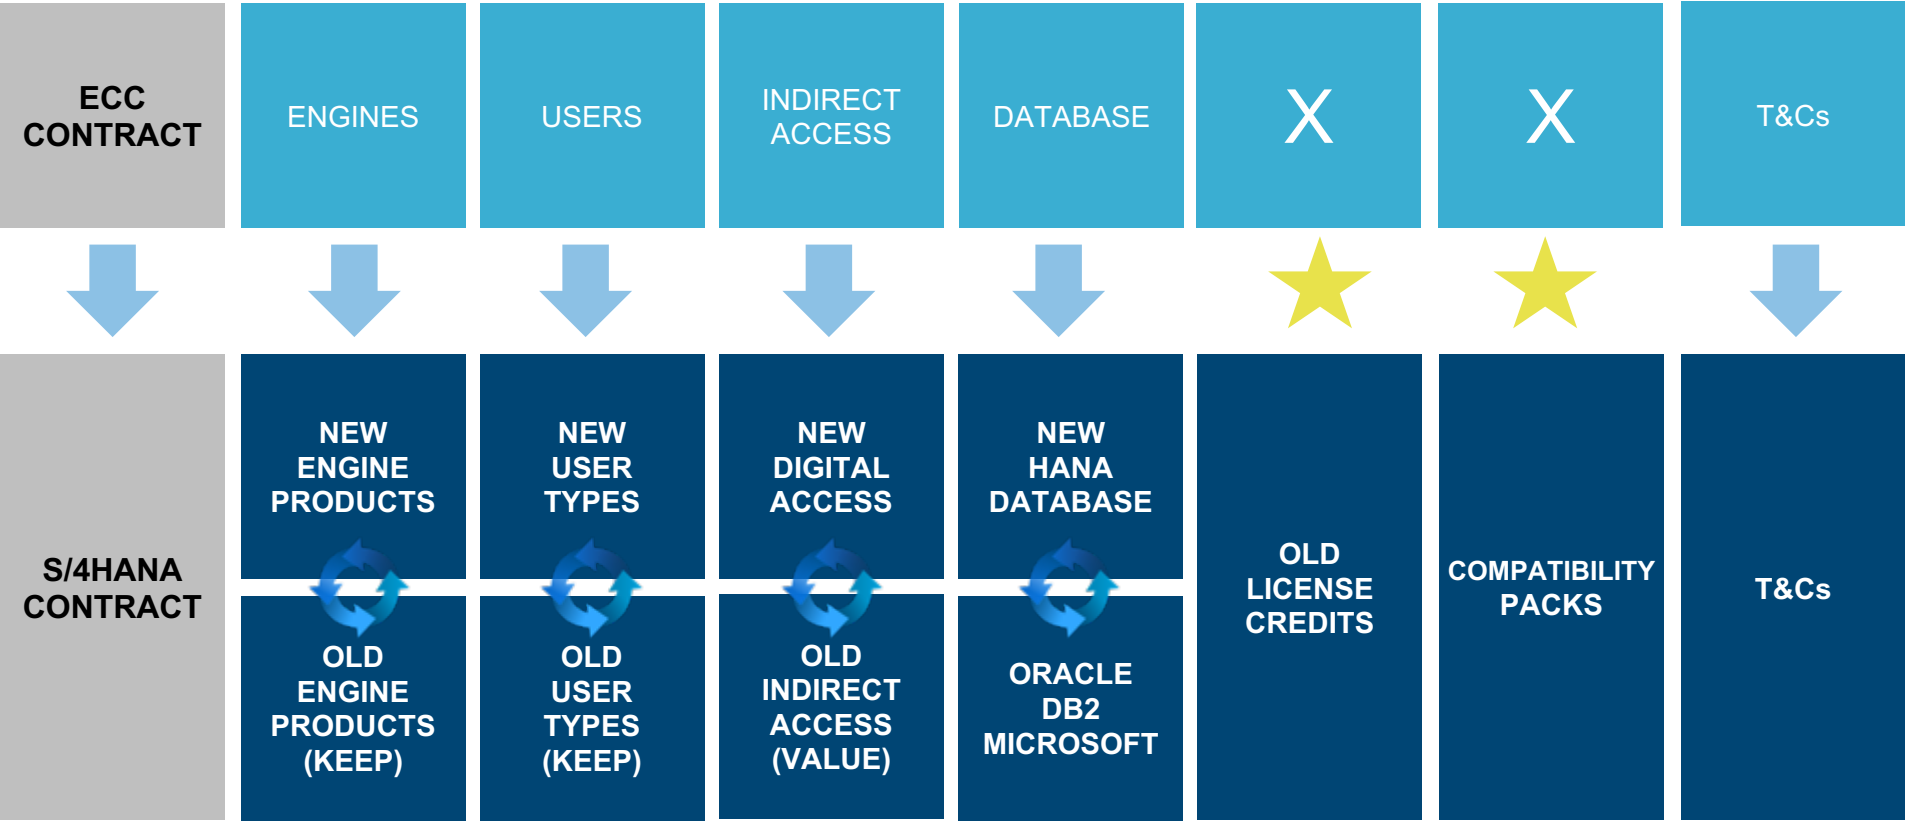 ECC
CONTRACT
ENGINES
USERS
INDIRECT
ACCESS
DATABASE
X
X
T&Cs
S/4HANA
CONTRACT
NEW
ENGINE
PRODUCTS
OLD
ENGINE
PRODUCTS
(KEEP)
NEW
USER
TYPES
OLD
USER
TYPES
(KEEP)
NEW
DIGITAL
ACCESS
OLD
INDIRECT
ACCESS
(VALUE)
NEW
HANA
DATABASE
ORACLE
DB2
MICROSOFT
OLD
LICENSE
CREDITS
COMPATIBILITY
PACKS
T&Cs